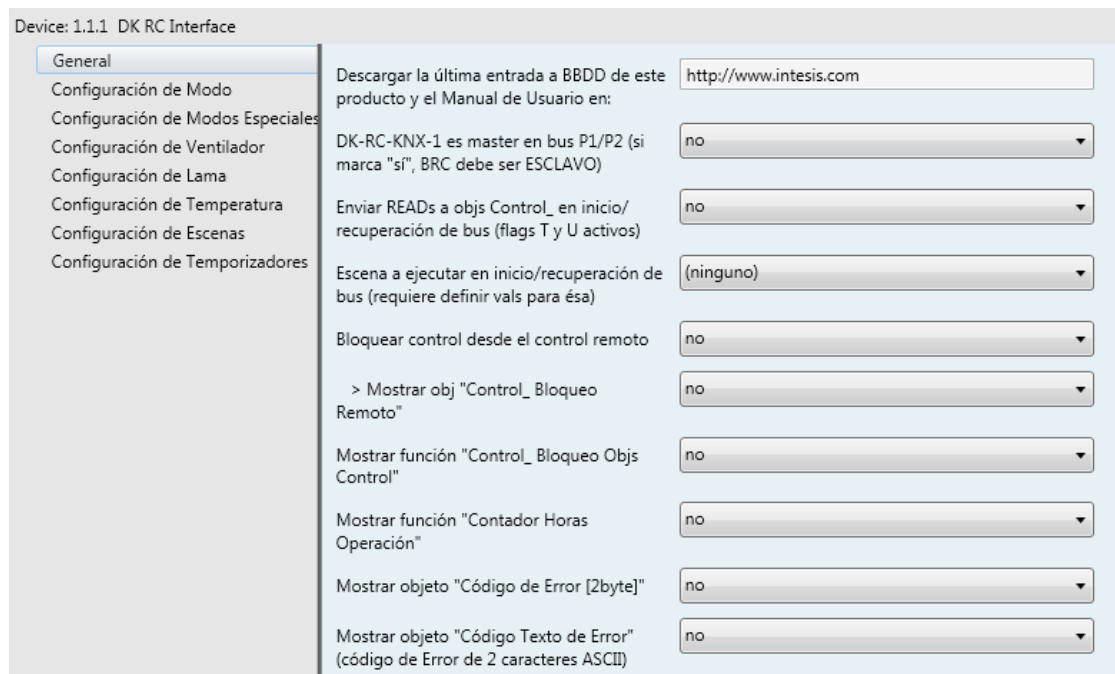 Device: 1.1.1 DK RC Interface
General
Configuración de Modo
Configuración de Modos Especiales
Configuración de Ventilador
Configuración de Lama
Configuración de Temperatura
Configuración de Escenas
Configuración de Temporizadores
Descargar la última entrada a BBDD de este
producto y el Manual de Usuario en:
http://www.intesis.com
DK-RC-KNX-1 es master en bus P1/P2 (si
marca "sí", BRC debe ser ESCLAVO)
no
Enviar READs a objs Control_ en inicio/
recuperación de bus (flags T y U activos)
no
Escena a ejecutar en inicio/recuperación de
bus (requiere definir vals para ésa)
(ninguno)
Bloquear control desde el control remoto
no
> Mostrar obj "Control_ Bloqueo
Remoto"
no
Mostrar función "Control_ Bloqueo Objs
Control"
no
Mostrar función "Contador Horas
Operación"
no
Mostrar objeto "Código de Error [2byte]"
no
Mostrar objeto "Código Texto de Error"
(código de Error de 2 caracteres ASCII)
no